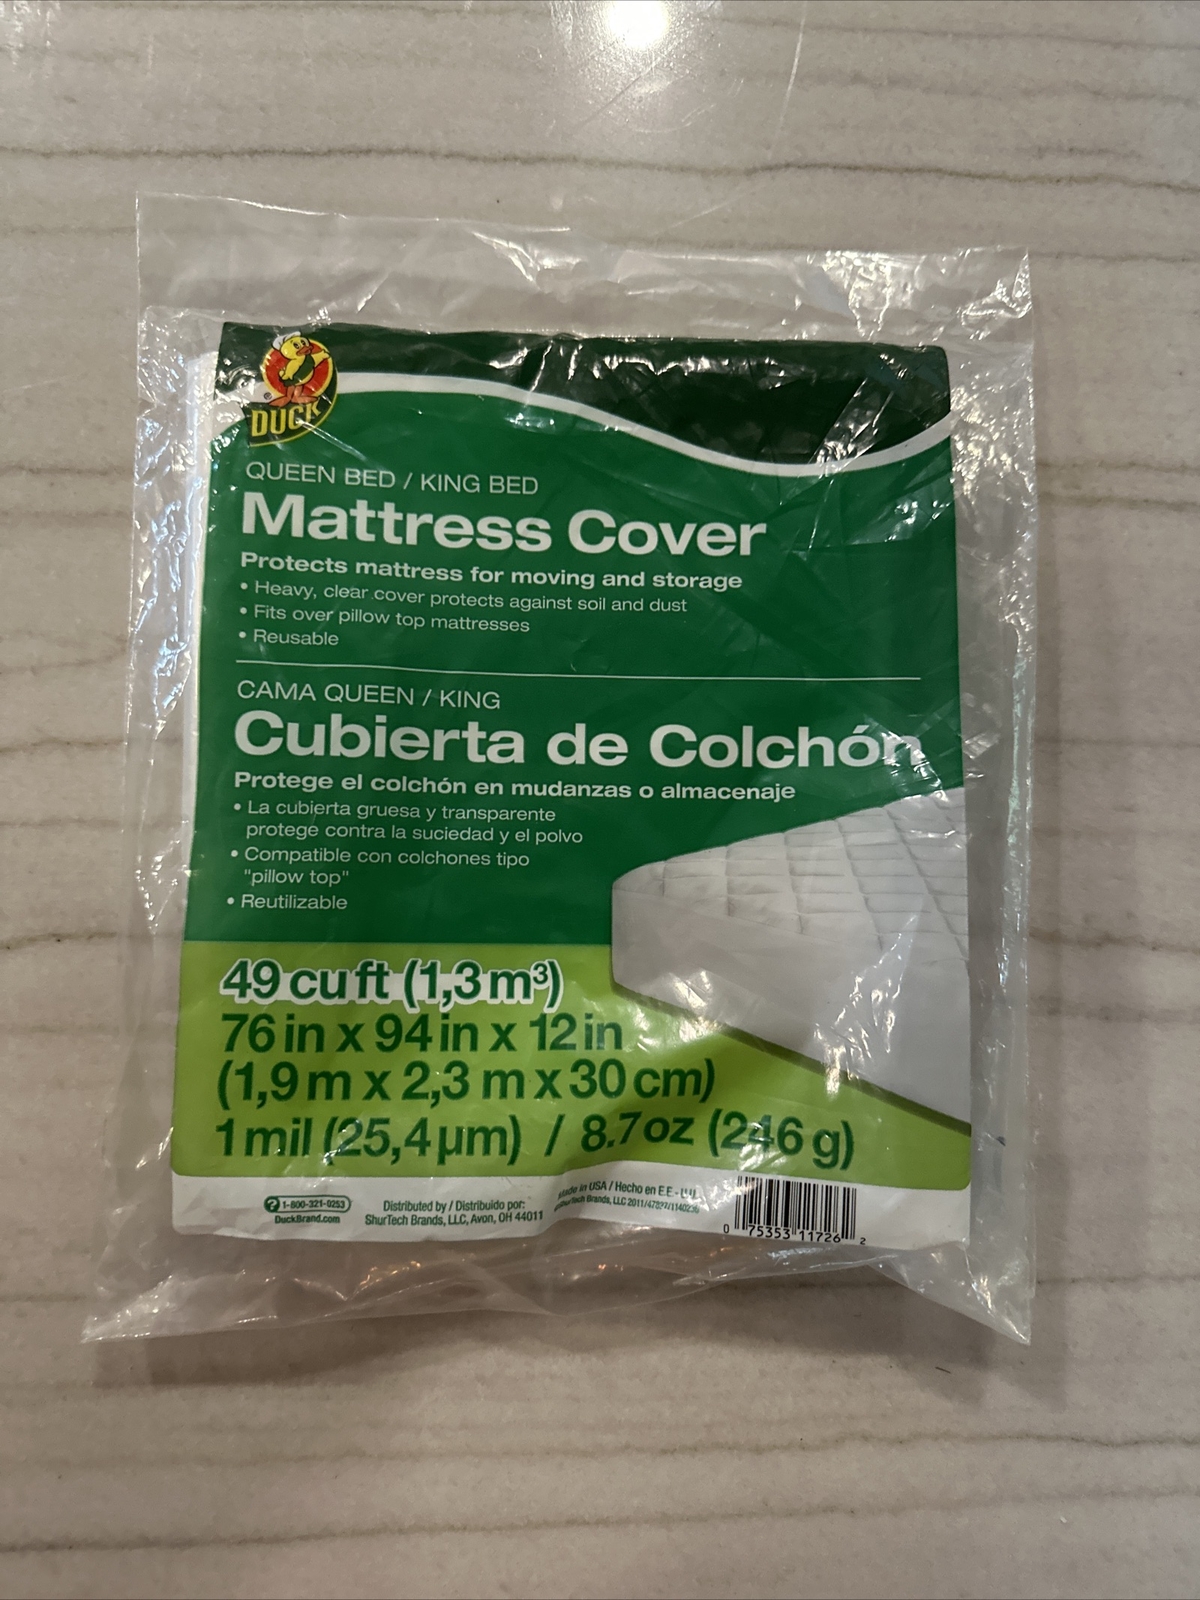 DUCK
®
QUEEN BED / KING BED
Mattress Cover
Protects mattress for moving and storage
• Heavy, clear cover protects against soil and dust
• Fits over pillow top mattresses
• Reusable
CAMA QUEEN / KING
Cubierta de Colchón
Protege el colchón en mudanzas o almacenaje
• La cubierta gruesa y transparente
protege contra la suciedad y el polvo
• Compatible con colchones tipo
"pillow top"
• Reutilizable
49 cu ft (1,3 m³)
76 in x 94 in x 12 in
(1,9 m x 2,3 m x 30 cm)
1 mil (25,4 µm) / 8.7 oz (246 g)
? 1-800-321-0253
DuckBrand.com
Distributed by / Distribuido por:
ShurTech Brands, LLC, Avon, OH 44011
Made in USA / Hecho en E.E.
ShurTech Brands, LLC 2011
0 75353 11726 2